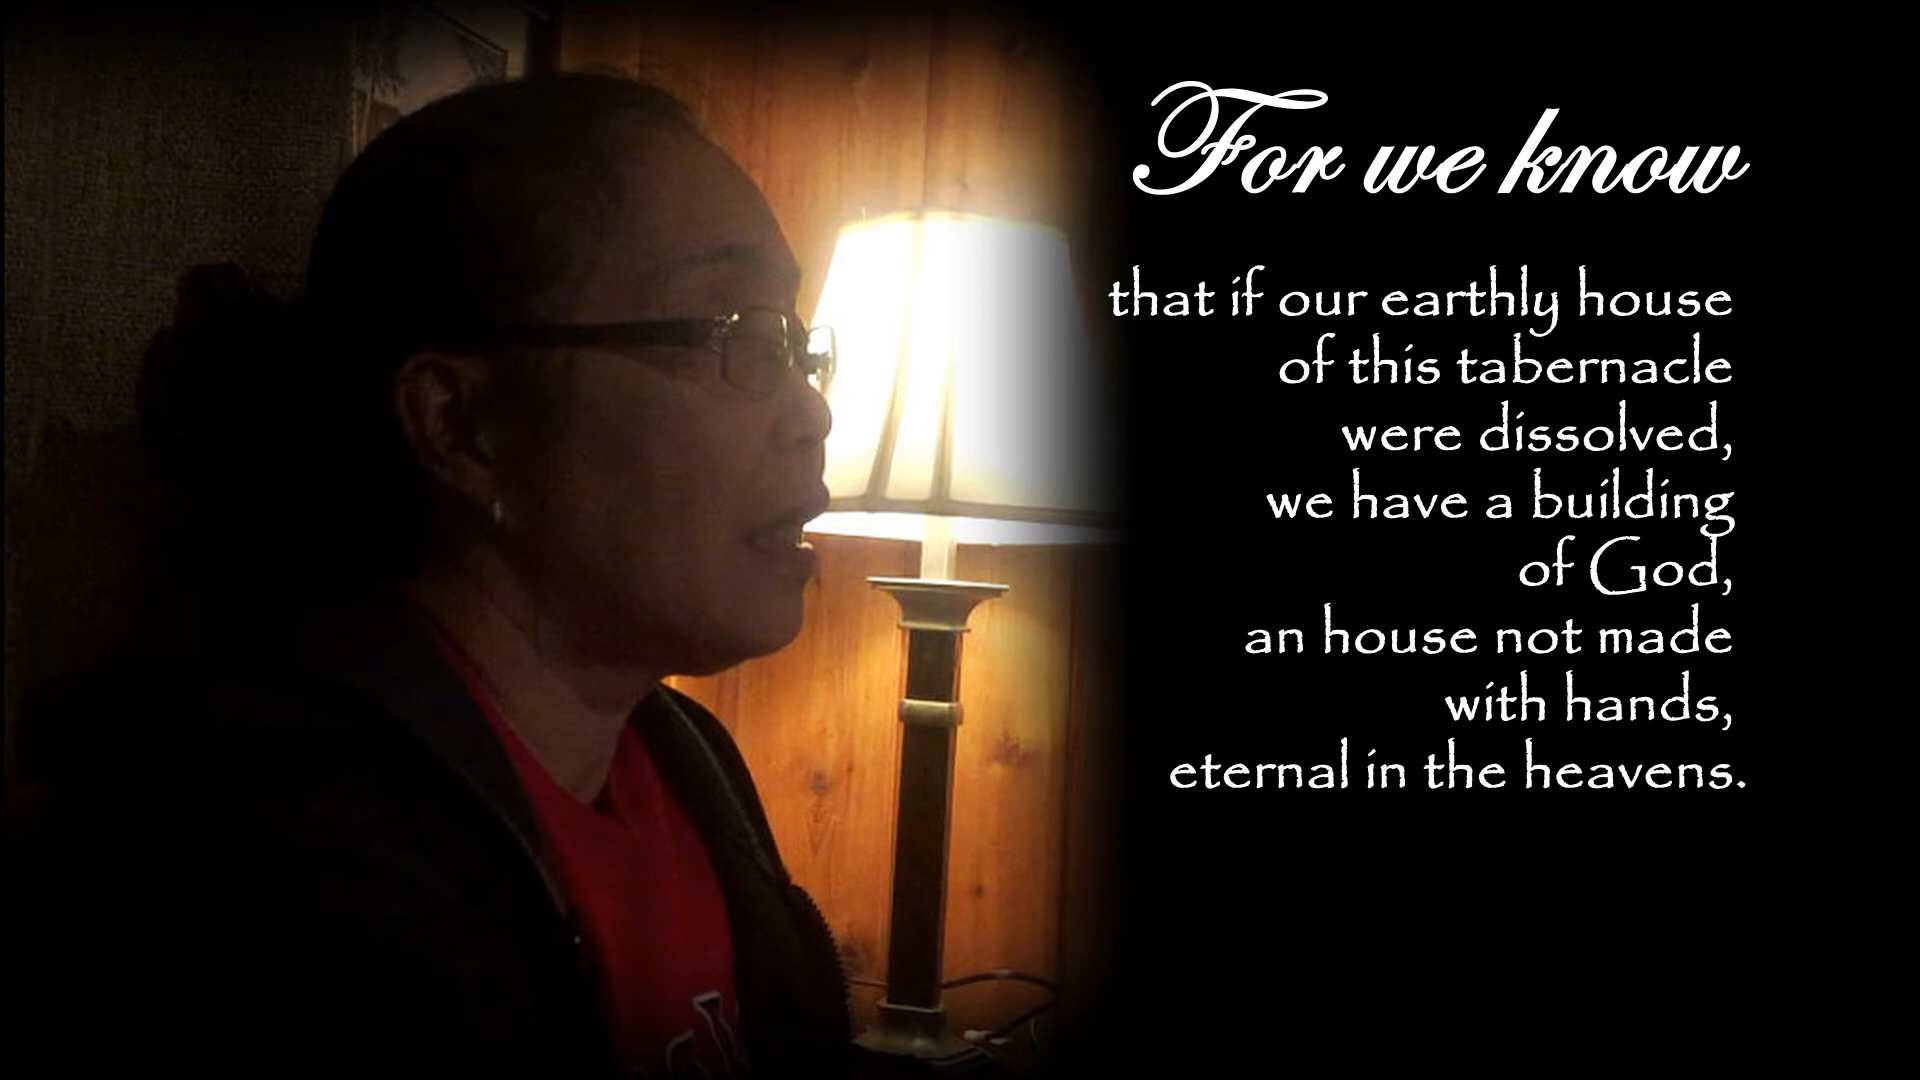 For we know
that if our earthly house
of this tabernacle
were dissolved,
we have a building
of God,
an house not made
with hands,
eternal in the heavens.